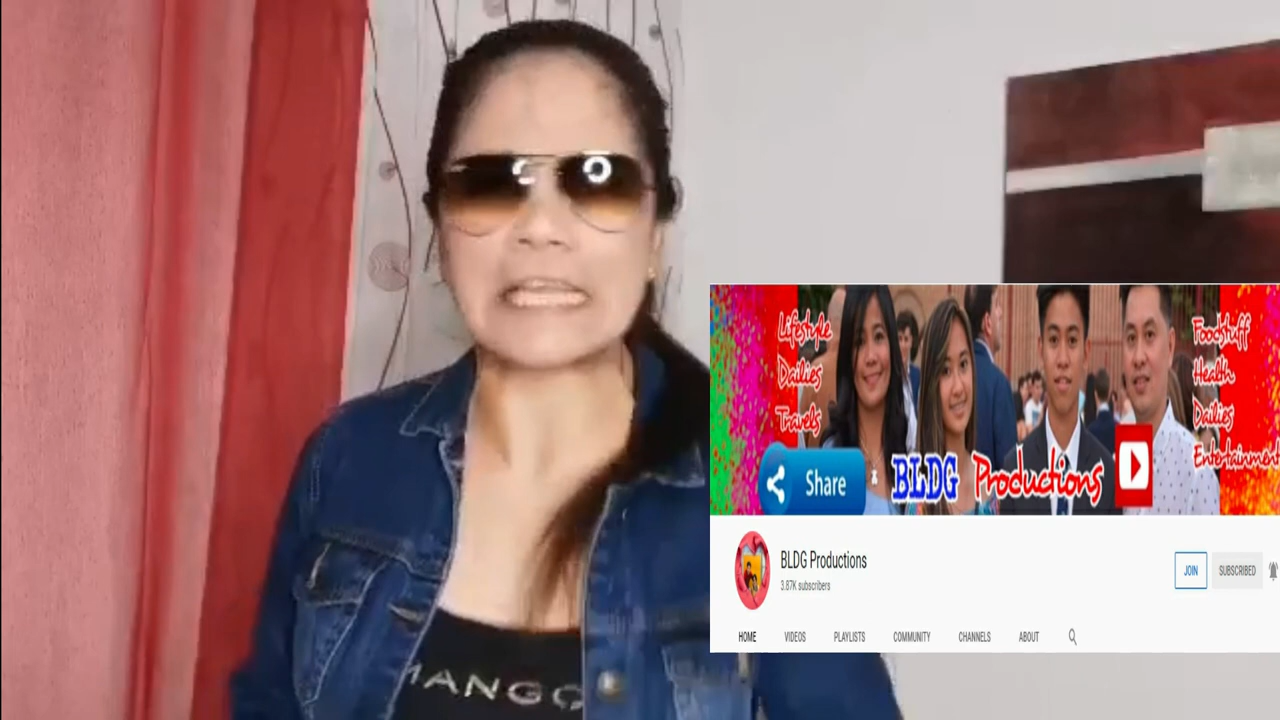 MANGO
Lifestyle
Dailies
Travels
Foodstuff
Health
Dailies
Entertainment
Share
BLDG Productions
BLDG Productions
3.87K subscribers
JOIN
SUBSCRIBED
HOME
VIDEOS
PLAYLISTS
COMMUNITY
CHANNELS
ABOUT